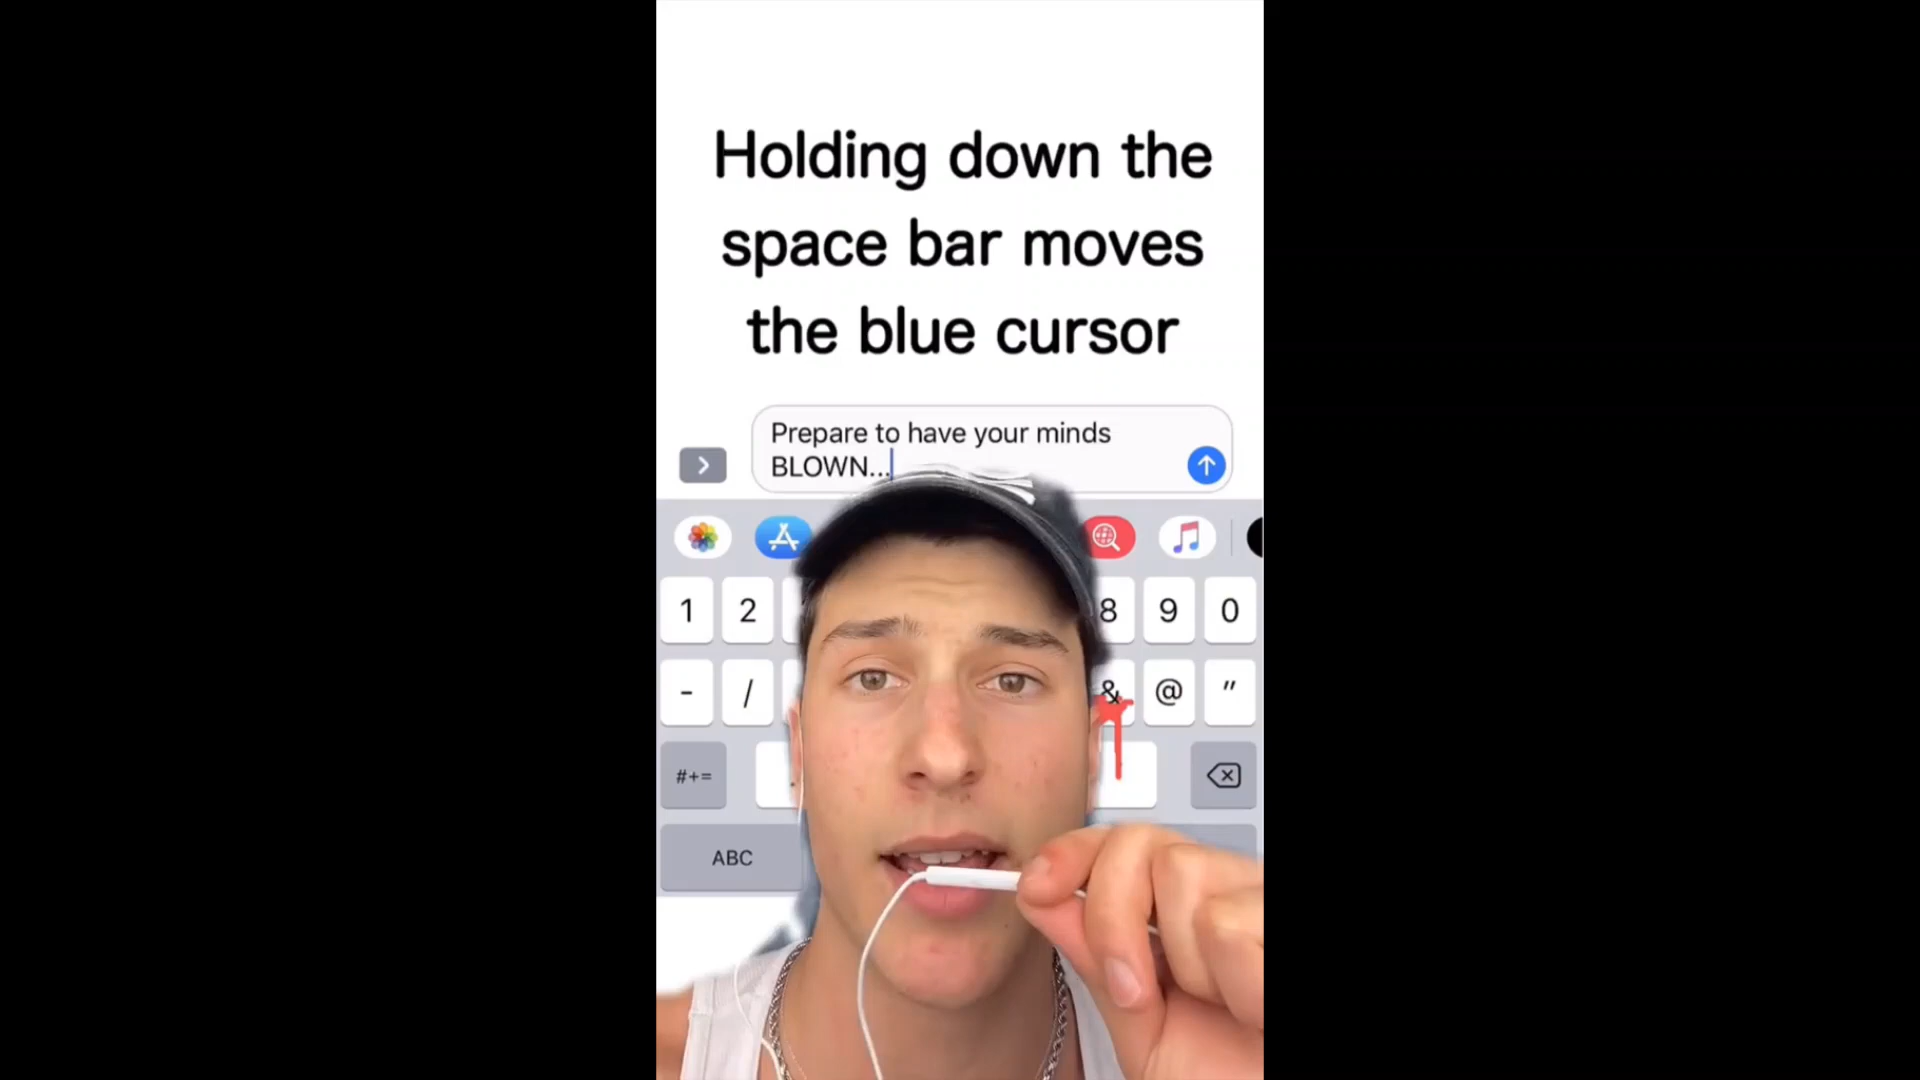 Holding down the
space bar moves
the blue cursor
Prepare to have your minds
BLOWN...
1 2 8 9 0
- / & @ "
#+=
ABC